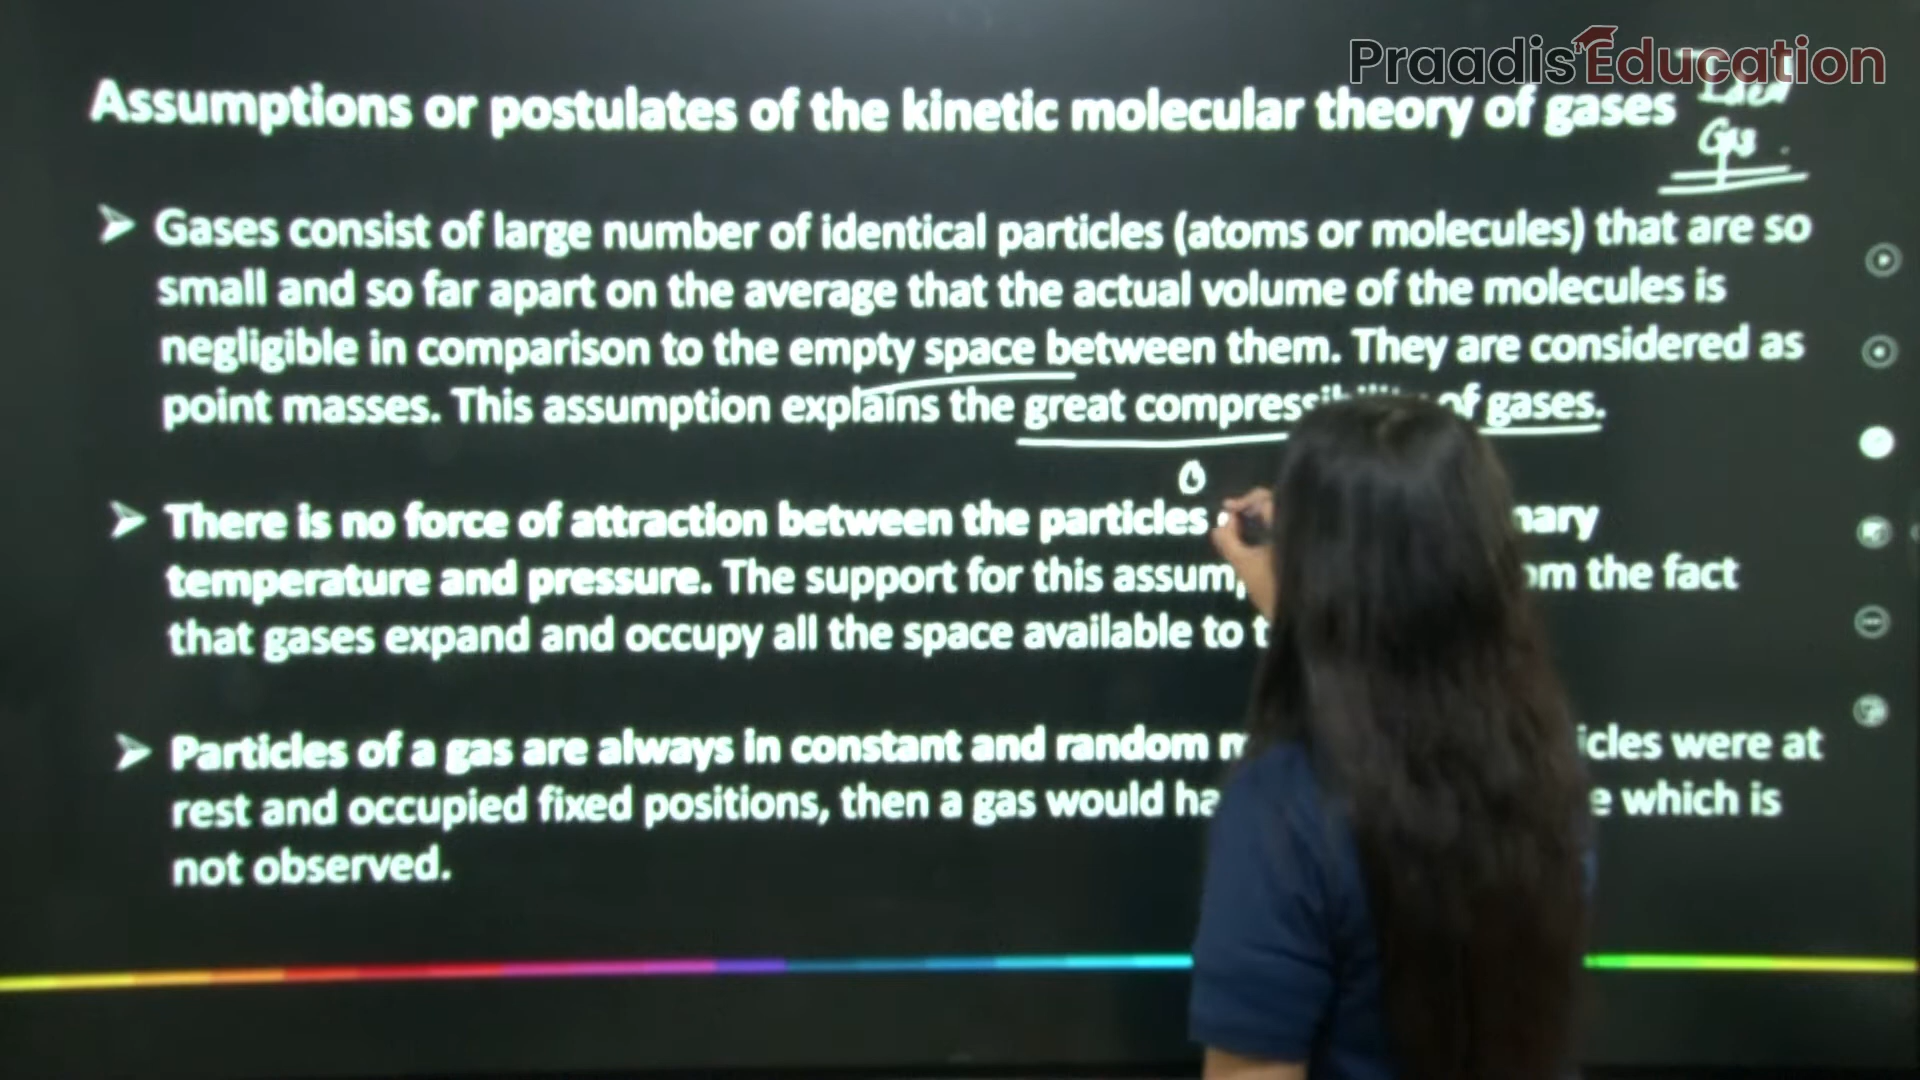 Praadis Education
Assumptions or postulates of the kinetic molecular theory of gases
Ideal
Gas
Gases consist of large number of identical particles (atoms or molecules) that are so
small and so far apart on the average that the actual volume of the molecules is
negligible in comparison to the empty space between them. They are considered as
point masses. This assumption explains the great compressibility of gases.
There is no force of attraction between the particles
temperature and pressure. The support for this the fact
that gases expand and occupy all the space available to
Particles of a gas are always in constant and random were at
rest and occupied fixed positions, then a gas would which is
not observed.